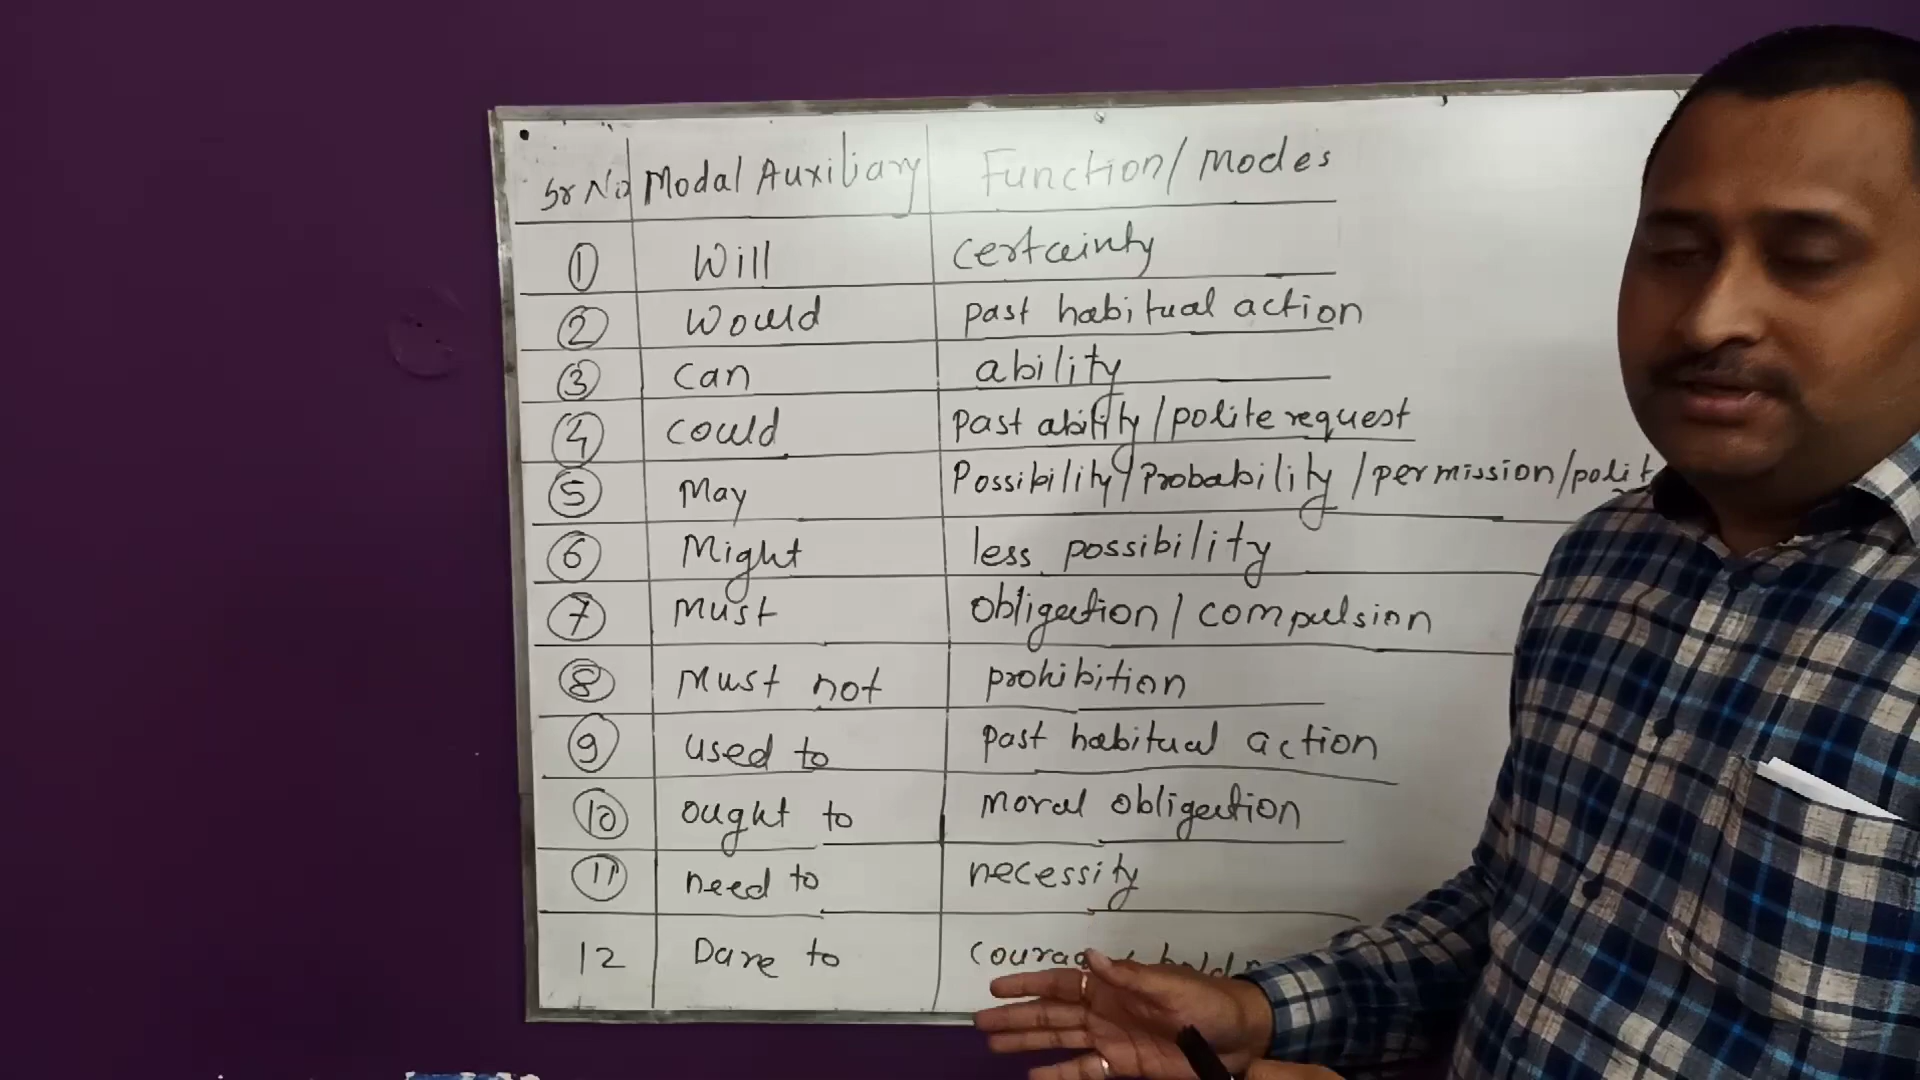 Sr No Modal Auxiliary Function/Modes
1 Will certainty
2 Would past habitual action
3 can ability
4 could Past ability/polite request
5 May Possibility/Probability/permission/polit
6 Might less possibility
7 Must obligation/compulsion
8 Must not prohibition
9 used to past habitual action
10 ought to moral obligation
11 need to necessity
12 Dare to